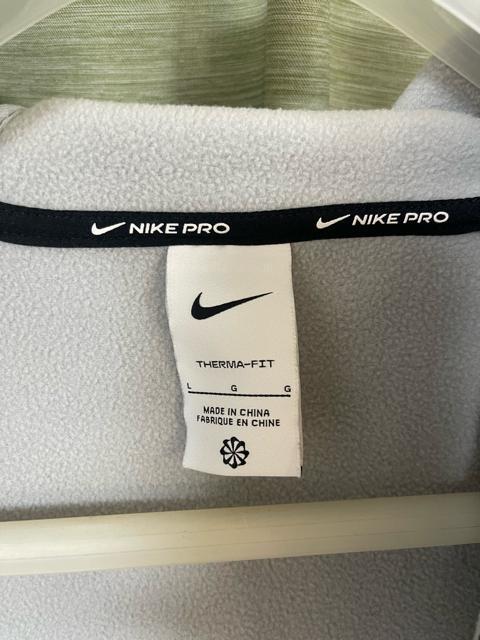 NIKE PRO NIKE PRO
THERMA-FIT
L G G
MADE IN CHINA
FABRIQUE EN CHINE